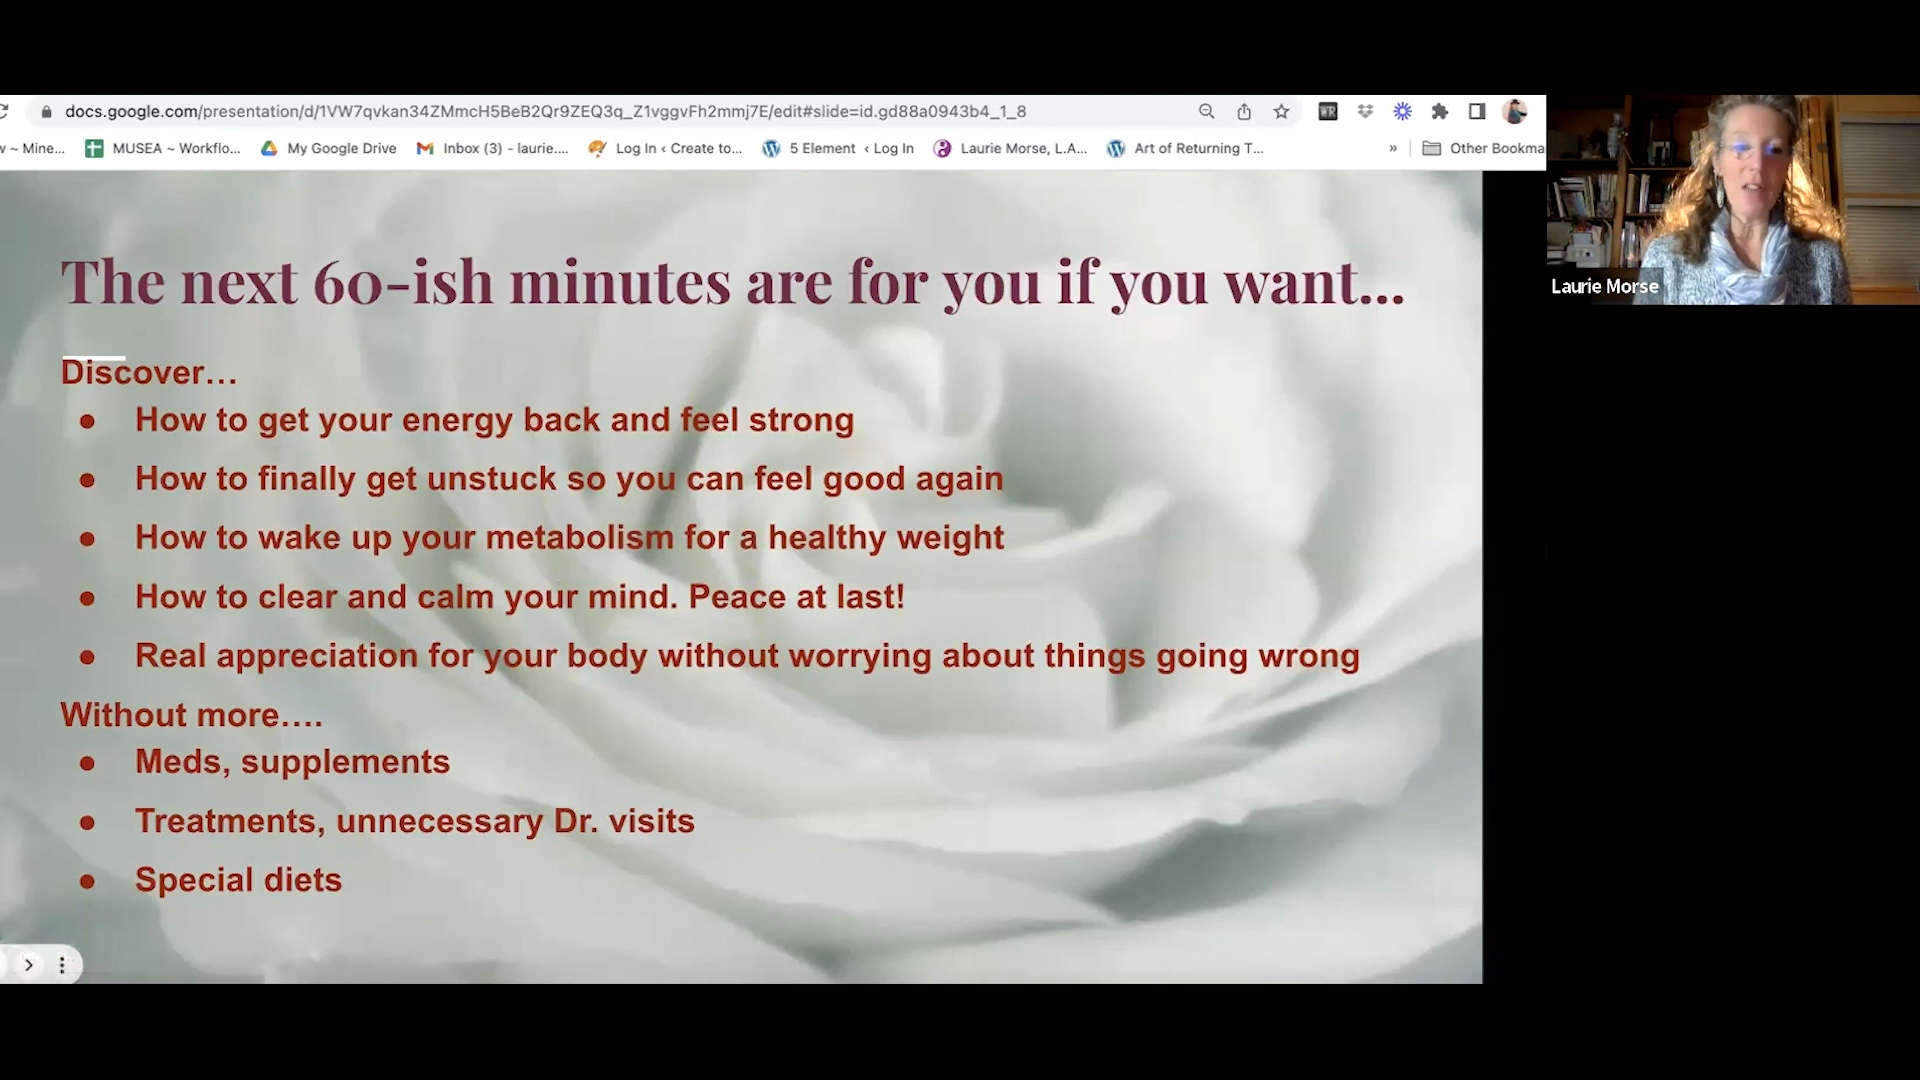 docs.google.com/presentation/d/1VW7qvkan34ZMmcH5BeB2Qr9ZEQ3q_Z1vggvFh2mmj7E/edit#slide=id.gd88a0943b4_1_8
WR
~ Mine... MUSEA ~ Workflo... My Google Drive Inbox (3) - laurie.... Log In ‹ Create to... 5 Element ‹ Log In Laurie Morse, L.A... Art of Returning T... » Other Bookma
Laurie Morse
The next 60-ish minutes are for you if you want...
Discover...
● How to get your energy back and feel strong
● How to finally get unstuck so you can feel good again
● How to wake up your metabolism for a healthy weight
● How to clear and calm your mind. Peace at last!
● Real appreciation for your body without worrying about things going wrong
Without more....
● Meds, supplements
● Treatments, unnecessary Dr. visits
● Special diets